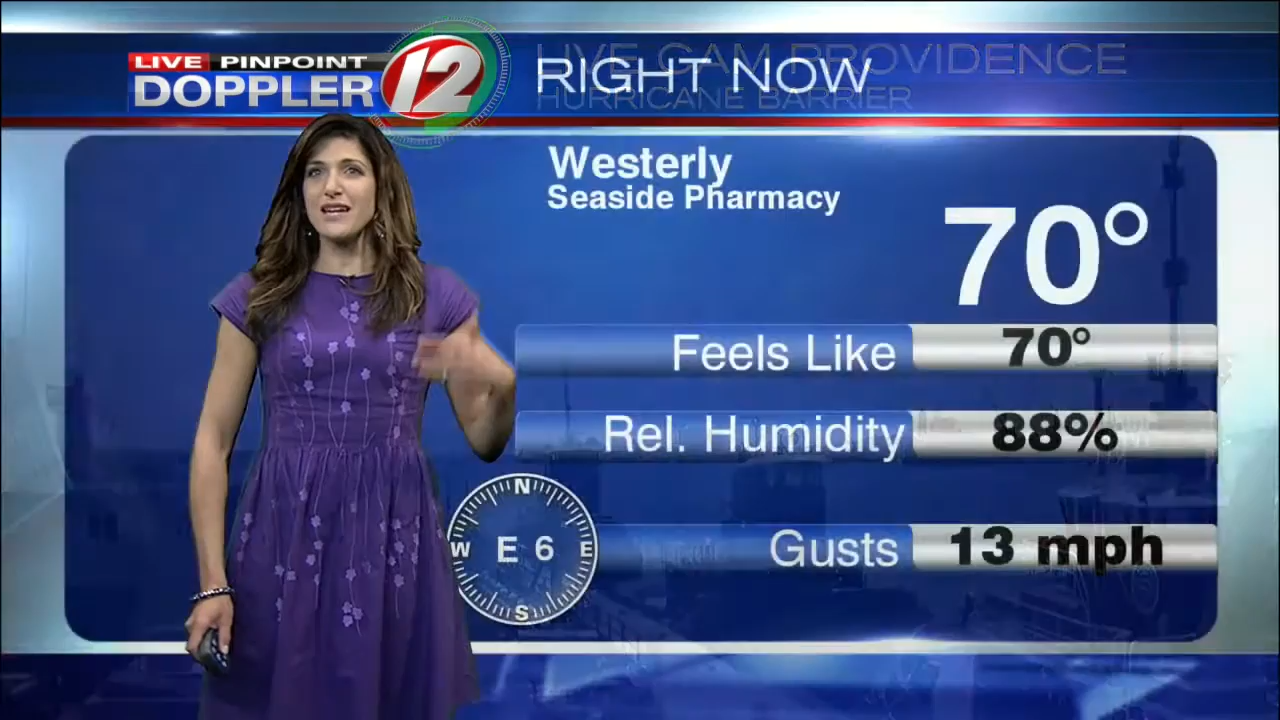 LIVE PINPOINT
DOPPLER 12
RIGHT NOW
LIVE CAM PROVIDENCE
HURRICANE BARRIER
Westerly
Seaside Pharmacy
70°
Feels Like 70°
Rel. Humidity 88%
N
W E 6 E
S
Gusts 13 mph